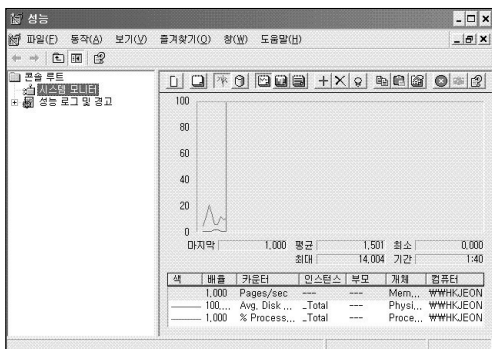 성능
파일(F) 동작(A) 보기(V) 즐겨찾기(O) 창(W) 도움말(H)
콘솔 루트
시스템 모니터
성능 로그 및 경고
100
80
60
40
20
0
마지막 1,000 평균 1,501 최소 0,000
최대 14,004 기간 1:40
색 배율 카운터 인스턴스 부모 개체 컴퓨터
1,000 Pages/sec --- --- Mem... ₩₩HKJEON
100,... Avg, Disk ... _Total --- Physi... ₩₩HKJEON
1,000 % Process... _Total --- Proce... ₩₩HKJEON